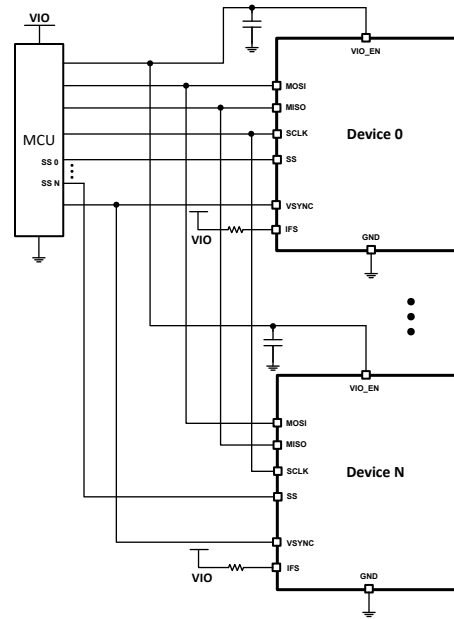 VIO
VIO_EN
MOSI
MISO
SCLK
Device 0
MCU
SS 0
SS
SS N
VSYNC
IFS
VIO
GND
VIO_EN
MOSI
MISO
SCLK
Device N
SS
VSYNC
IFS
VIO
GND